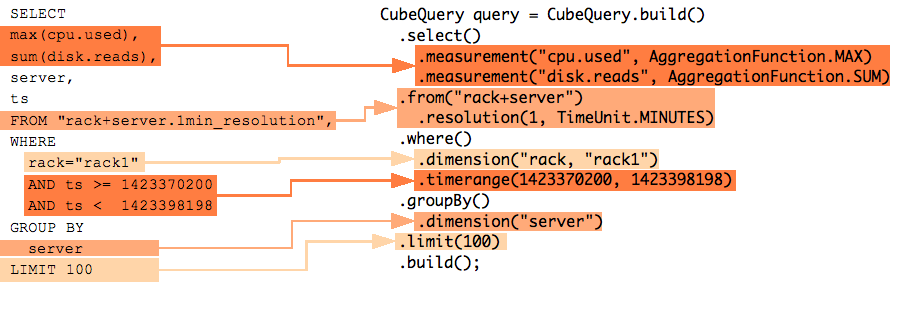 SELECT
max(cpu.used),
sum(disk.reads),
server,
ts
FROM "rack+server.1min_resolution",
WHERE
rack="rack1"
AND ts >= 1423370200
AND ts < 1423398198
GROUP BY
server
LIMIT 100
CubeQuery query = CubeQuery.build()
.select()
.measurement("cpu.used", AggregationFunction.MAX)
.measurement("disk.reads", AggregationFunction.SUM)
.from("rack+server")
.resolution(1, TimeUnit.MINUTES)
.where()
.dimension("rack, "rack1")
.timerange(1423370200, 1423398198)
.groupBy()
.dimension("server")
.limit(100)
.build();